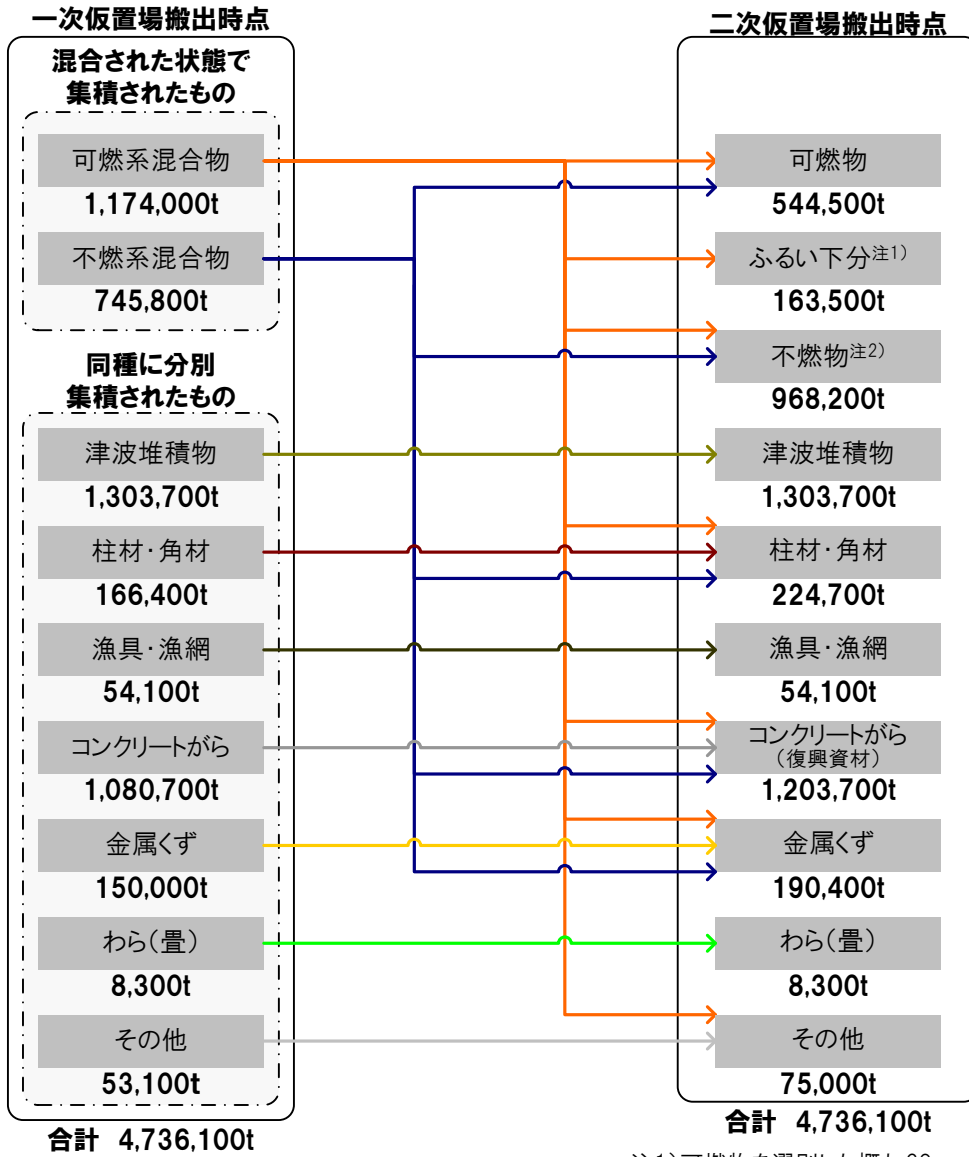 一次仮置場搬出時点
混合された状態で
集積されたもの
可燃系混合物
1,174,000t
不燃系混合物
745,800t
同種に分別
集積されたもの
津波堆積物
1,303,700t
柱材・角材
166,400t
漁具・漁網
54,100t
コンクリートがら
1,080,700t
金属くず
150,000t
わら(畳)
8,300t
その他
53,100t
合計 4,736,100t
二次仮置場搬出時点
可燃物
544,500t
ふるい下分注1)
163,500t
不燃物注2)
968,200t
津波堆積物
1,303,700t
柱材・角材
224,700t
漁具・漁網
54,100t
コンクリートがら
(復興資材)
1,203,700t
金属くず
190,400t
わら(畳)
8,300t
その他
75,000t
合計 4,736,100t